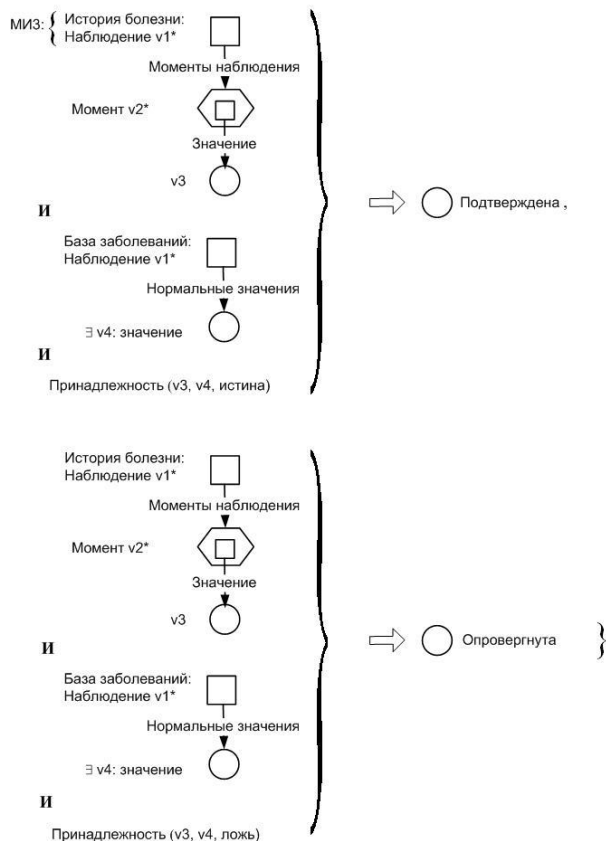 МИЗ: { История болезни:
Наблюдение v1*
Моменты наблюдения
Момент v2*
Значение
v3
И
База заболеваний:
Наблюдение v1*
Нормальные значения
∃ v4: значение
И
Принадлежность (v3, v4, истина)
Подтверждена ,
История болезни:
Наблюдение v1*
Моменты наблюдения
Момент v2*
Значение
v3
И
База заболеваний:
Наблюдение v1*
Нормальные значения
∃ v4: значение
И
Принадлежность (v3, v4, ложь)
Опровергнута }